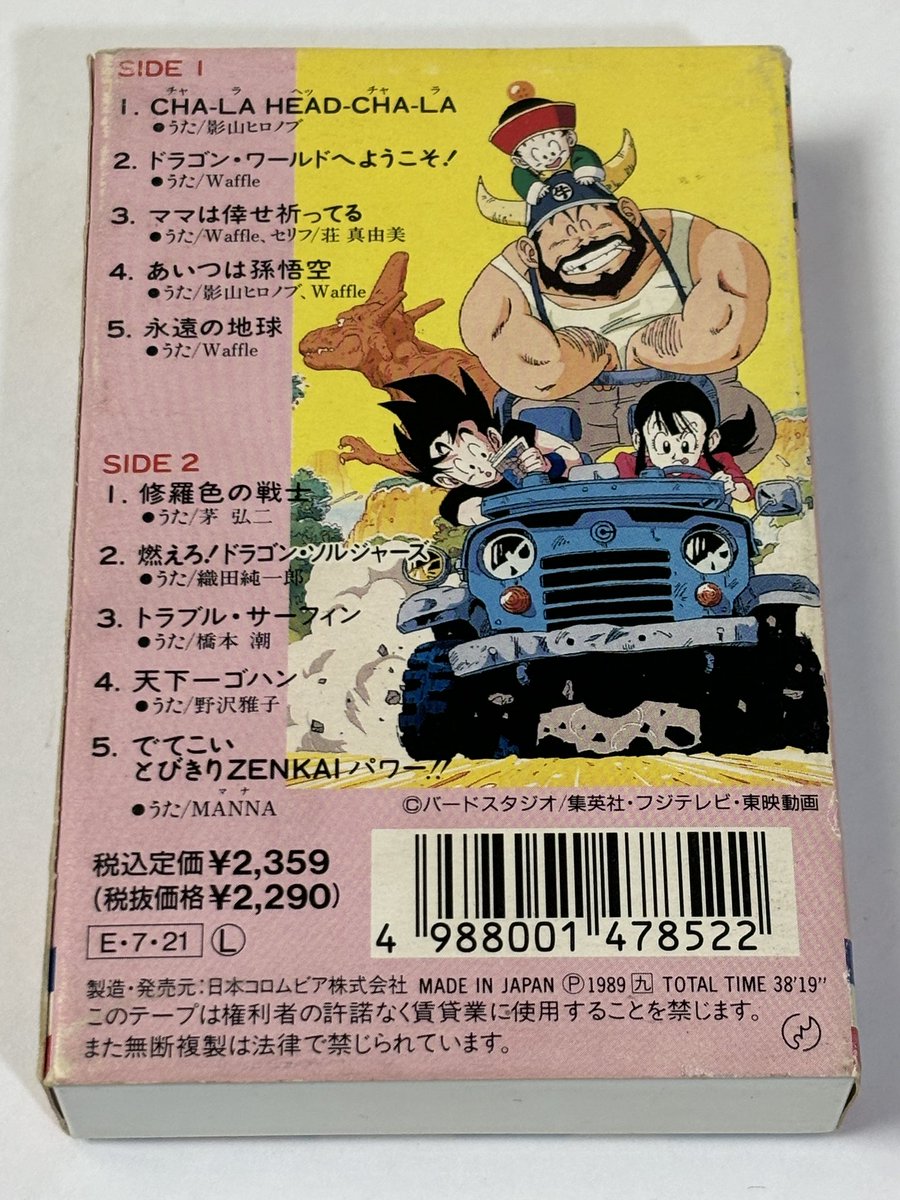 SIDE 1
チャ ラ ヘッ チャ ラ
1. CHA-LA HEAD-CHA-LA
●うた/影山ヒロノブ
2. ドラゴン・ワールドへようこそ!
●うた/Waffle
3. ママは倖せ祈ってる
●うた/Waffle、セリフ/荘 真由美
4. あいつは孫悟空
●うた/影山ヒロノブ、Waffle
5. 永遠の地球
●うた/Waffle
SIDE 2
1. 修羅色の戦士
●うた/茅 弘二
2. 燃えろ!ドラゴン・ソルジャーズ
●うた/織田純一郎
3. トラブル・サーフィン
●うた/橋本 潮
4. 天下一ゴハン
●うた/野沢雅子
5. でてこい
とびきりZENKAIパワー!!
マナ
●うた/MANNA
牛
©バードスタジオ/集英社・フジテレビ・東映動画
税込定価¥2,359
(税抜価格¥2,290)
E・7・21 L
4 988001 478522
製造・発売元:日本コロムビア株式会社 MADE IN JAPAN Ⓟ1989 九 TOTAL TIME 38'19"
このテープは権利者の許諾なく賃貸業に使用することを禁じます。
また無断複製は法律で禁じられています。